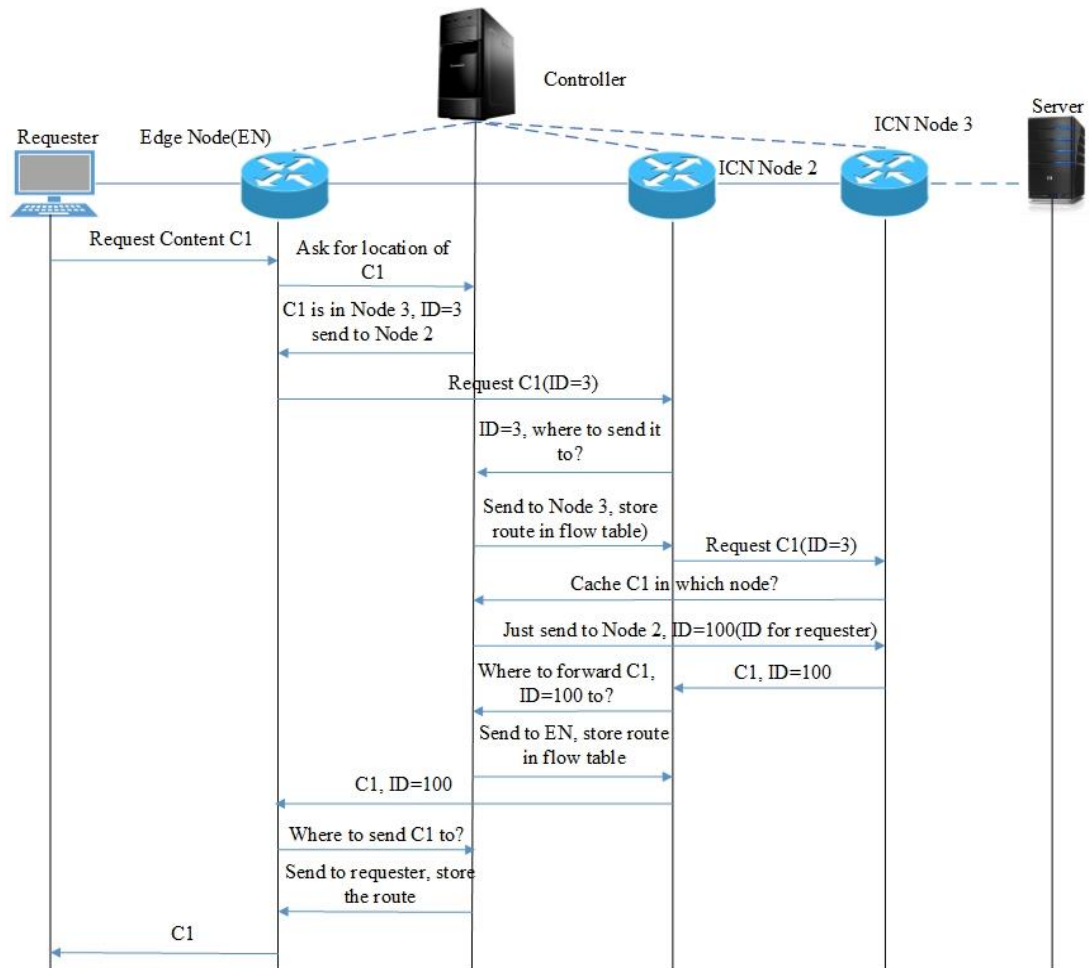 Controller
Server
ICN Node 3
Requester
Edge Node(EN)
ICN Node 2
Request Content C1
Ask for location of
C1
C1 is in Node 3, ID=3
send to Node 2
Request C1(ID=3)
ID=3, where to send it
to?
Send to Node 3, store
route in flow table)
Request C1(ID=3)
Cache C1 in which node?
Just send to Node 2, ID=100(ID for requester)
C1, ID=100
Where to forward C1,
ID=100 to?
Send to EN, store route
in flow table
C1, ID=100
Where to send C1 to?
Send to requester, store
the route
C1